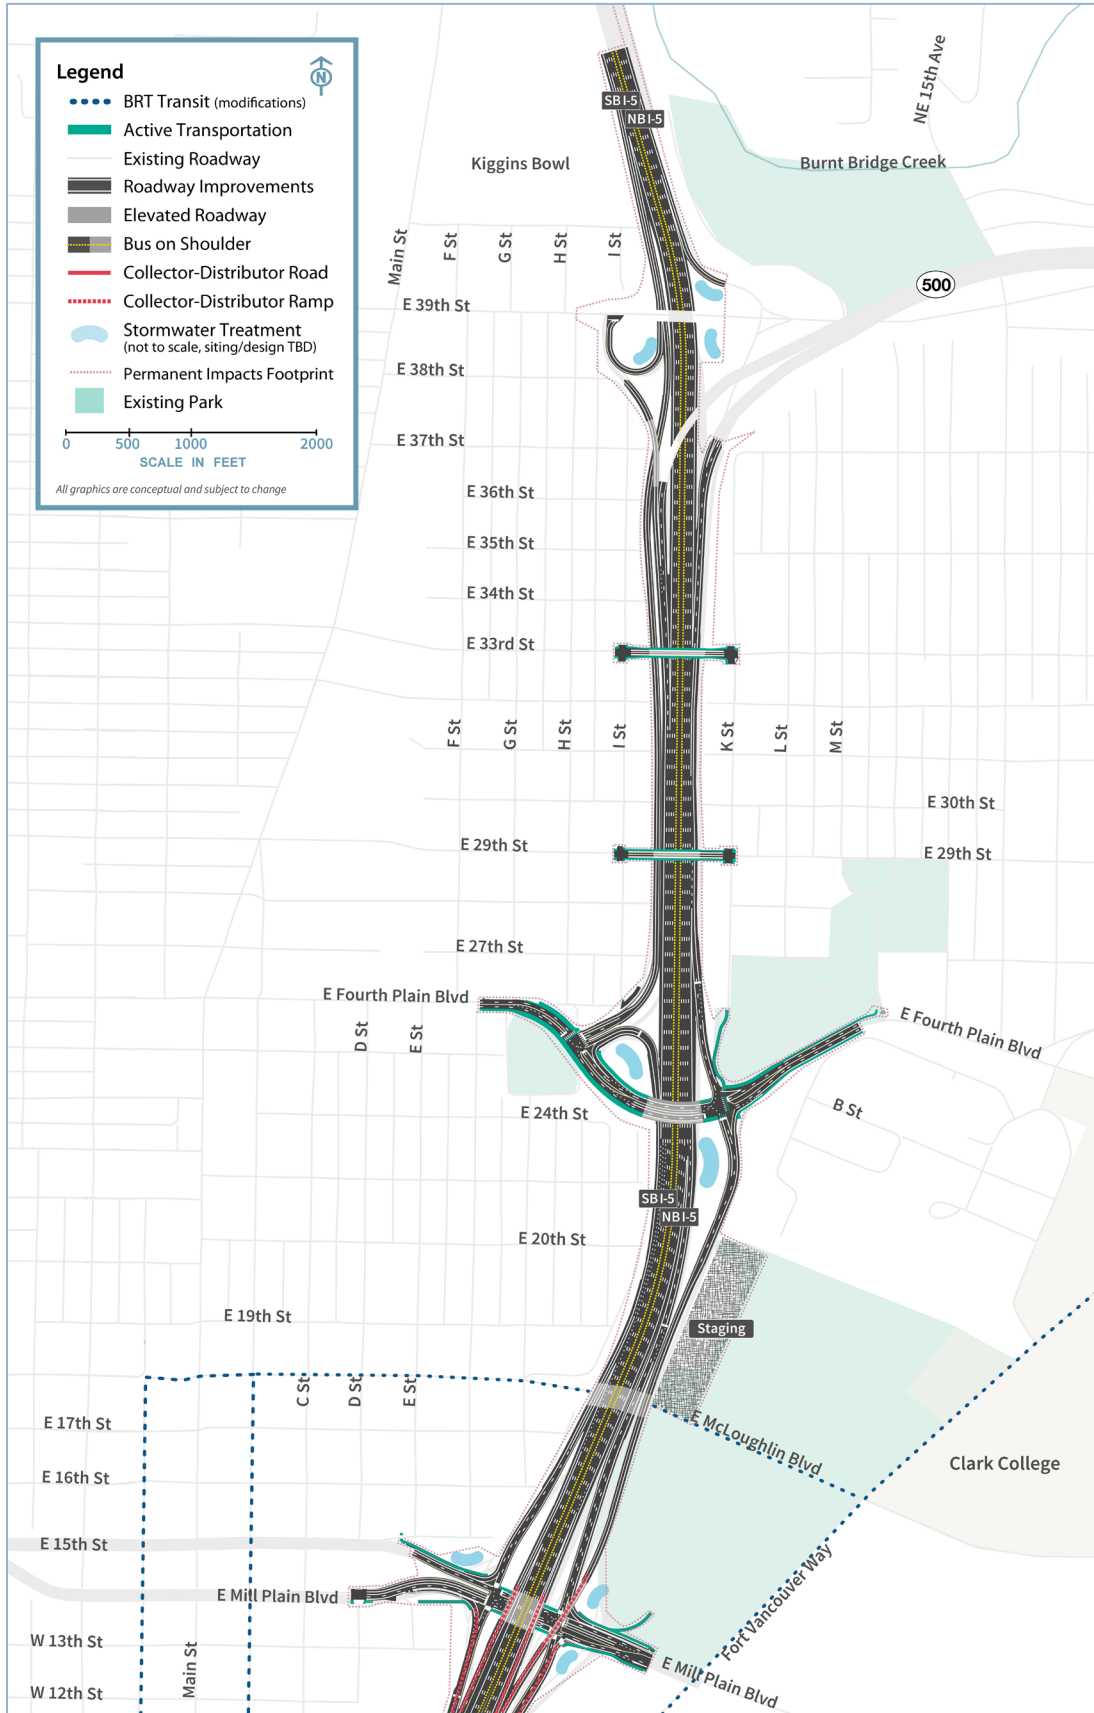 Legend
N
BRT Transit (modifications)
Active Transportation
Existing Roadway
Roadway Improvements
Elevated Roadway
Bus on Shoulder
Collector-Distributor Road
Collector-Distributor Ramp
Stormwater Treatment
(not to scale, siting/design TBD)
Permanent Impacts Footprint
Existing Park
0 500 1000 2000
SCALE IN FEET
All graphics are conceptual and subject to change
NE 15th Ave
SB I-5
NB I-5
Kiggins Bowl
Burnt Bridge Creek
Main St
F St
G St
H St
I St
500
E 39th St
E 38th St
E 37th St
E 36th St
E 35th St
E 34th St
E 33rd St
F St
G St
H St
I St
K St
L St
M St
E 30th St
E 29th St
E 29th St
E 27th St
E Fourth Plain Blvd
E Fourth Plain Blvd
D St
E St
E 24th St
B St
SB I-5
NB I-5
E 20th St
E 19th St
Staging
C St
D St
E St
E 17th St
E McLoughlin Blvd
Clark College
E 16th St
E 15th St
E Mill Plain Blvd
Fort Vancouver Way
W 13th St
Main St
E Mill Plain Blvd
W 12th St